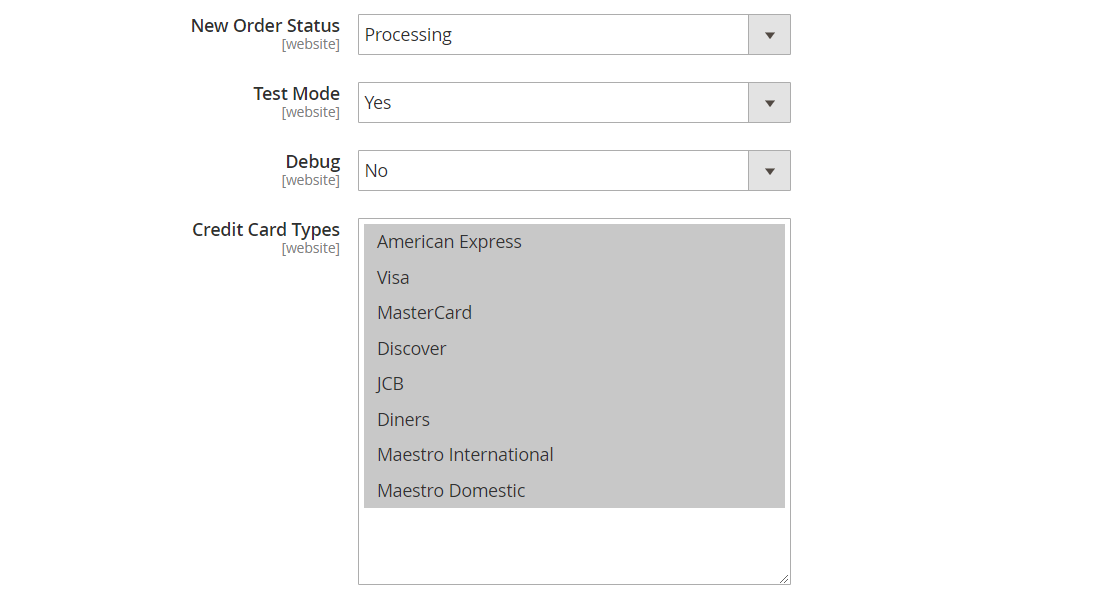 New Order Status
[website]
Processing
Test Mode
[website]
Yes
Debug
[website]
No
Credit Card Types
[website]
American Express
Visa
MasterCard
Discover
JCB
Diners
Maestro International
Maestro Domestic